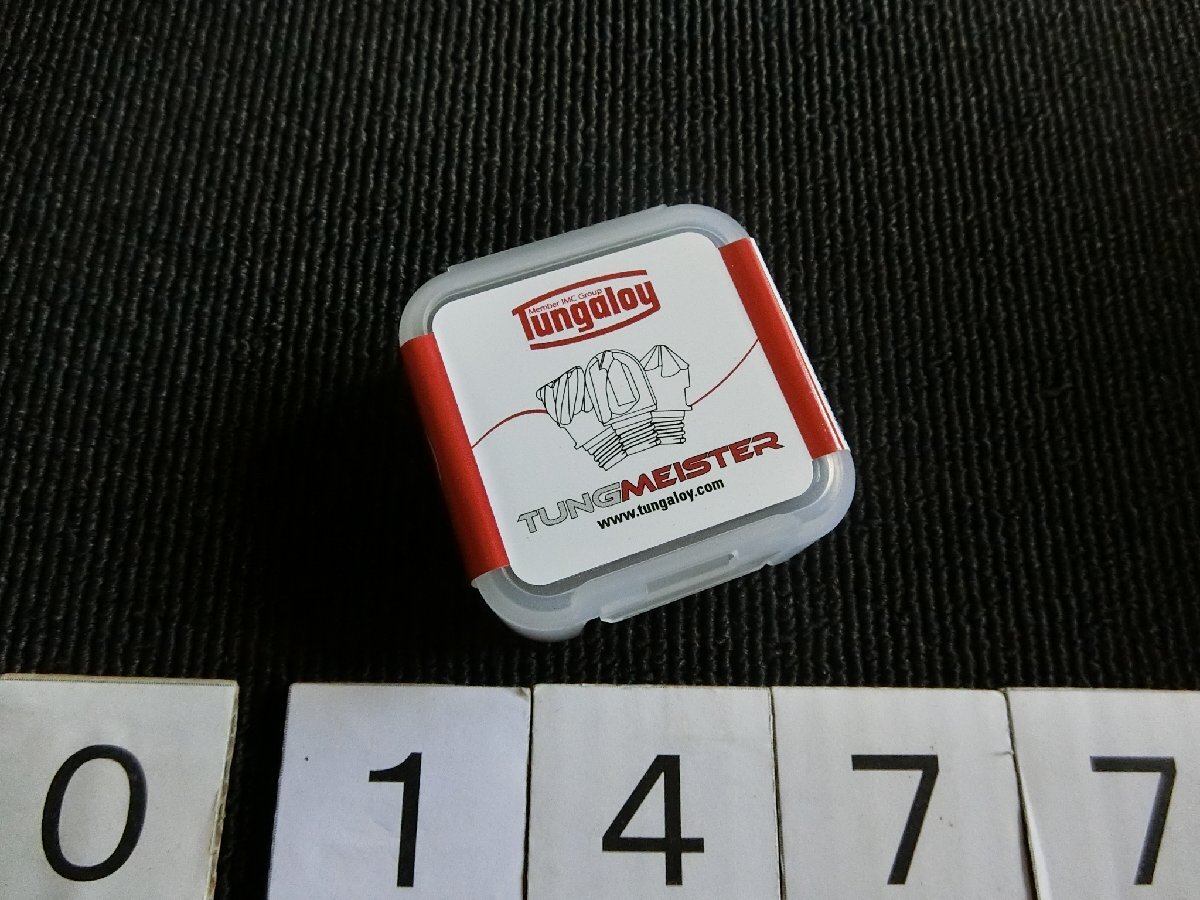 Member IMC Group
Tungaloy
TUNGMEISTER
www.tungaloy.com
0 1 4 7 7